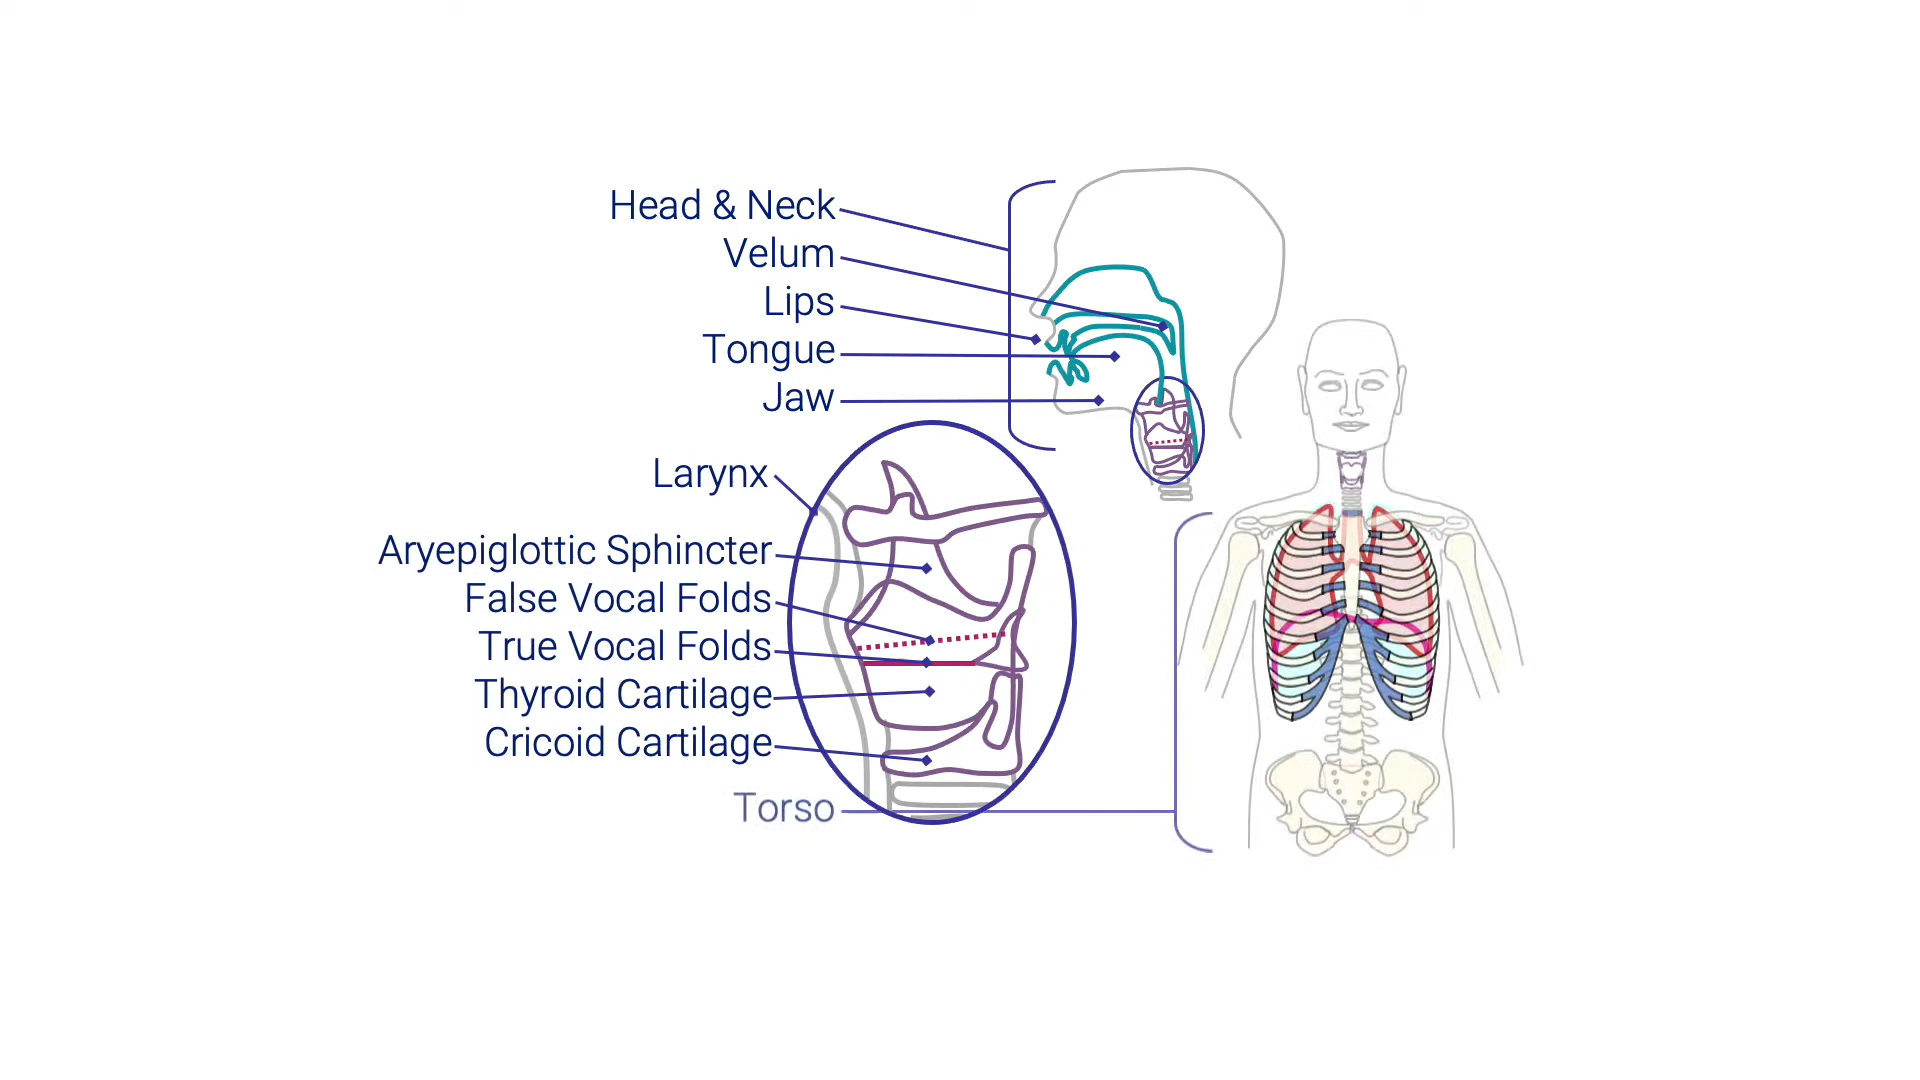 Head & Neck
Velum
Lips
Tongue
Jaw
Larynx
Aryepiglottic Sphincter
False Vocal Folds
True Vocal Folds
Thyroid Cartilage
Cricoid Cartilage
Torso